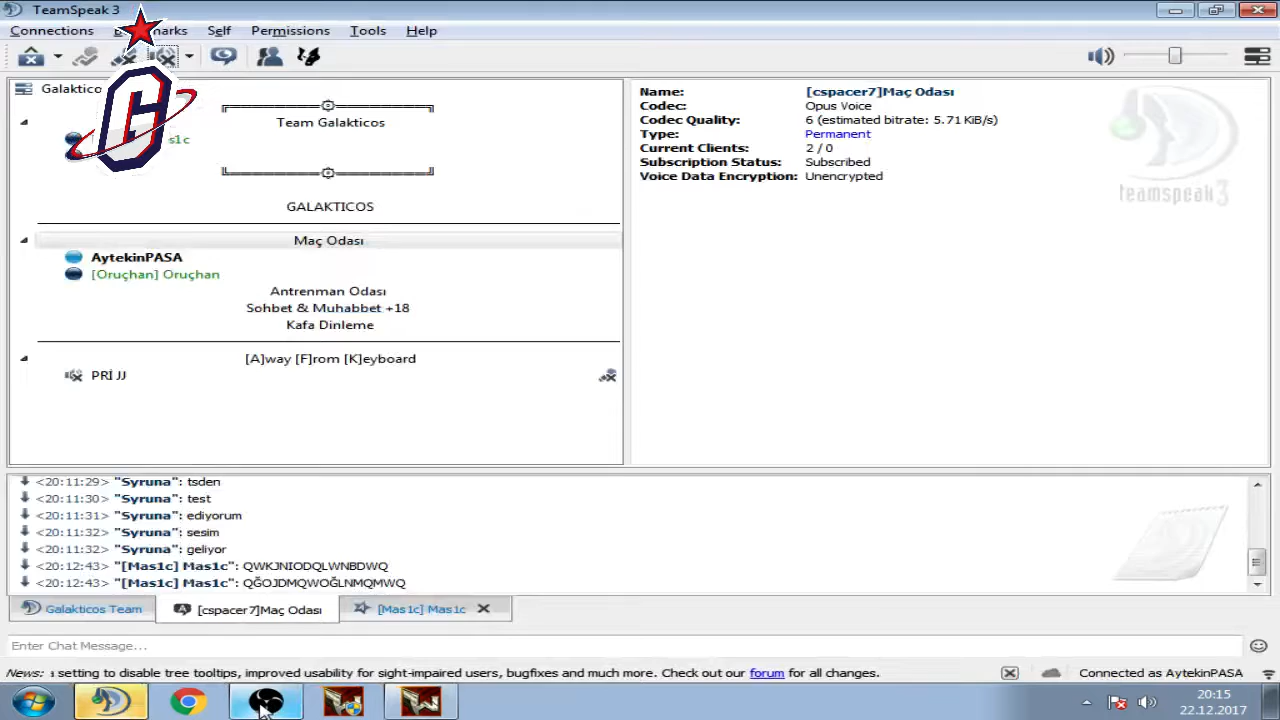 TeamSpeak 3
Connections
marks
Self
Permissions
Tools
Help
Galaktico
Team Galakticos
s1c
GALAKTICOS
Maç Odası
AytekinPASA
[Oruçhan] Oruçhan
Antrenman Odası
Sohbet & Muhabbet +18
Kafa Dinleme
[A]way [F]rom [K]eyboard
PRİ JJ
Name: [cspacer7]Maç Odası
Codec: Opus Voice
Codec Quality: 6 (estimated bitrate: 5.71 KiB/s)
Type: Permanent
Current Clients: 2 / 0
Subscription Status: Subscribed
Voice Data Encryption: Unencrypted
teamspeak3
<20:11:29> "Syruna": tsden
<20:11:30> "Syruna": test
<20:11:31> "Syruna": ediyorum
<20:11:32> "Syruna": sesim
<20:11:32> "Syruna": geliyor
<20:12:43> "[Mas1c] Mas1c": QWKJNIODQLWNBDWQ
<20:12:43> "[Mas1c] Mas1c": QĞOJDMQWOĞLNMQMWQ
Galakticos Team
[cspacer7]Maç Odası
[Mas1c] Mas1c
Enter Chat Message...
News: setting to disable tree tooltips, improved usability for sight-impaired users, bugfixes and much more. Check out our forum for all changes.
Connected as AytekinPASA
20:15
22.12.2017